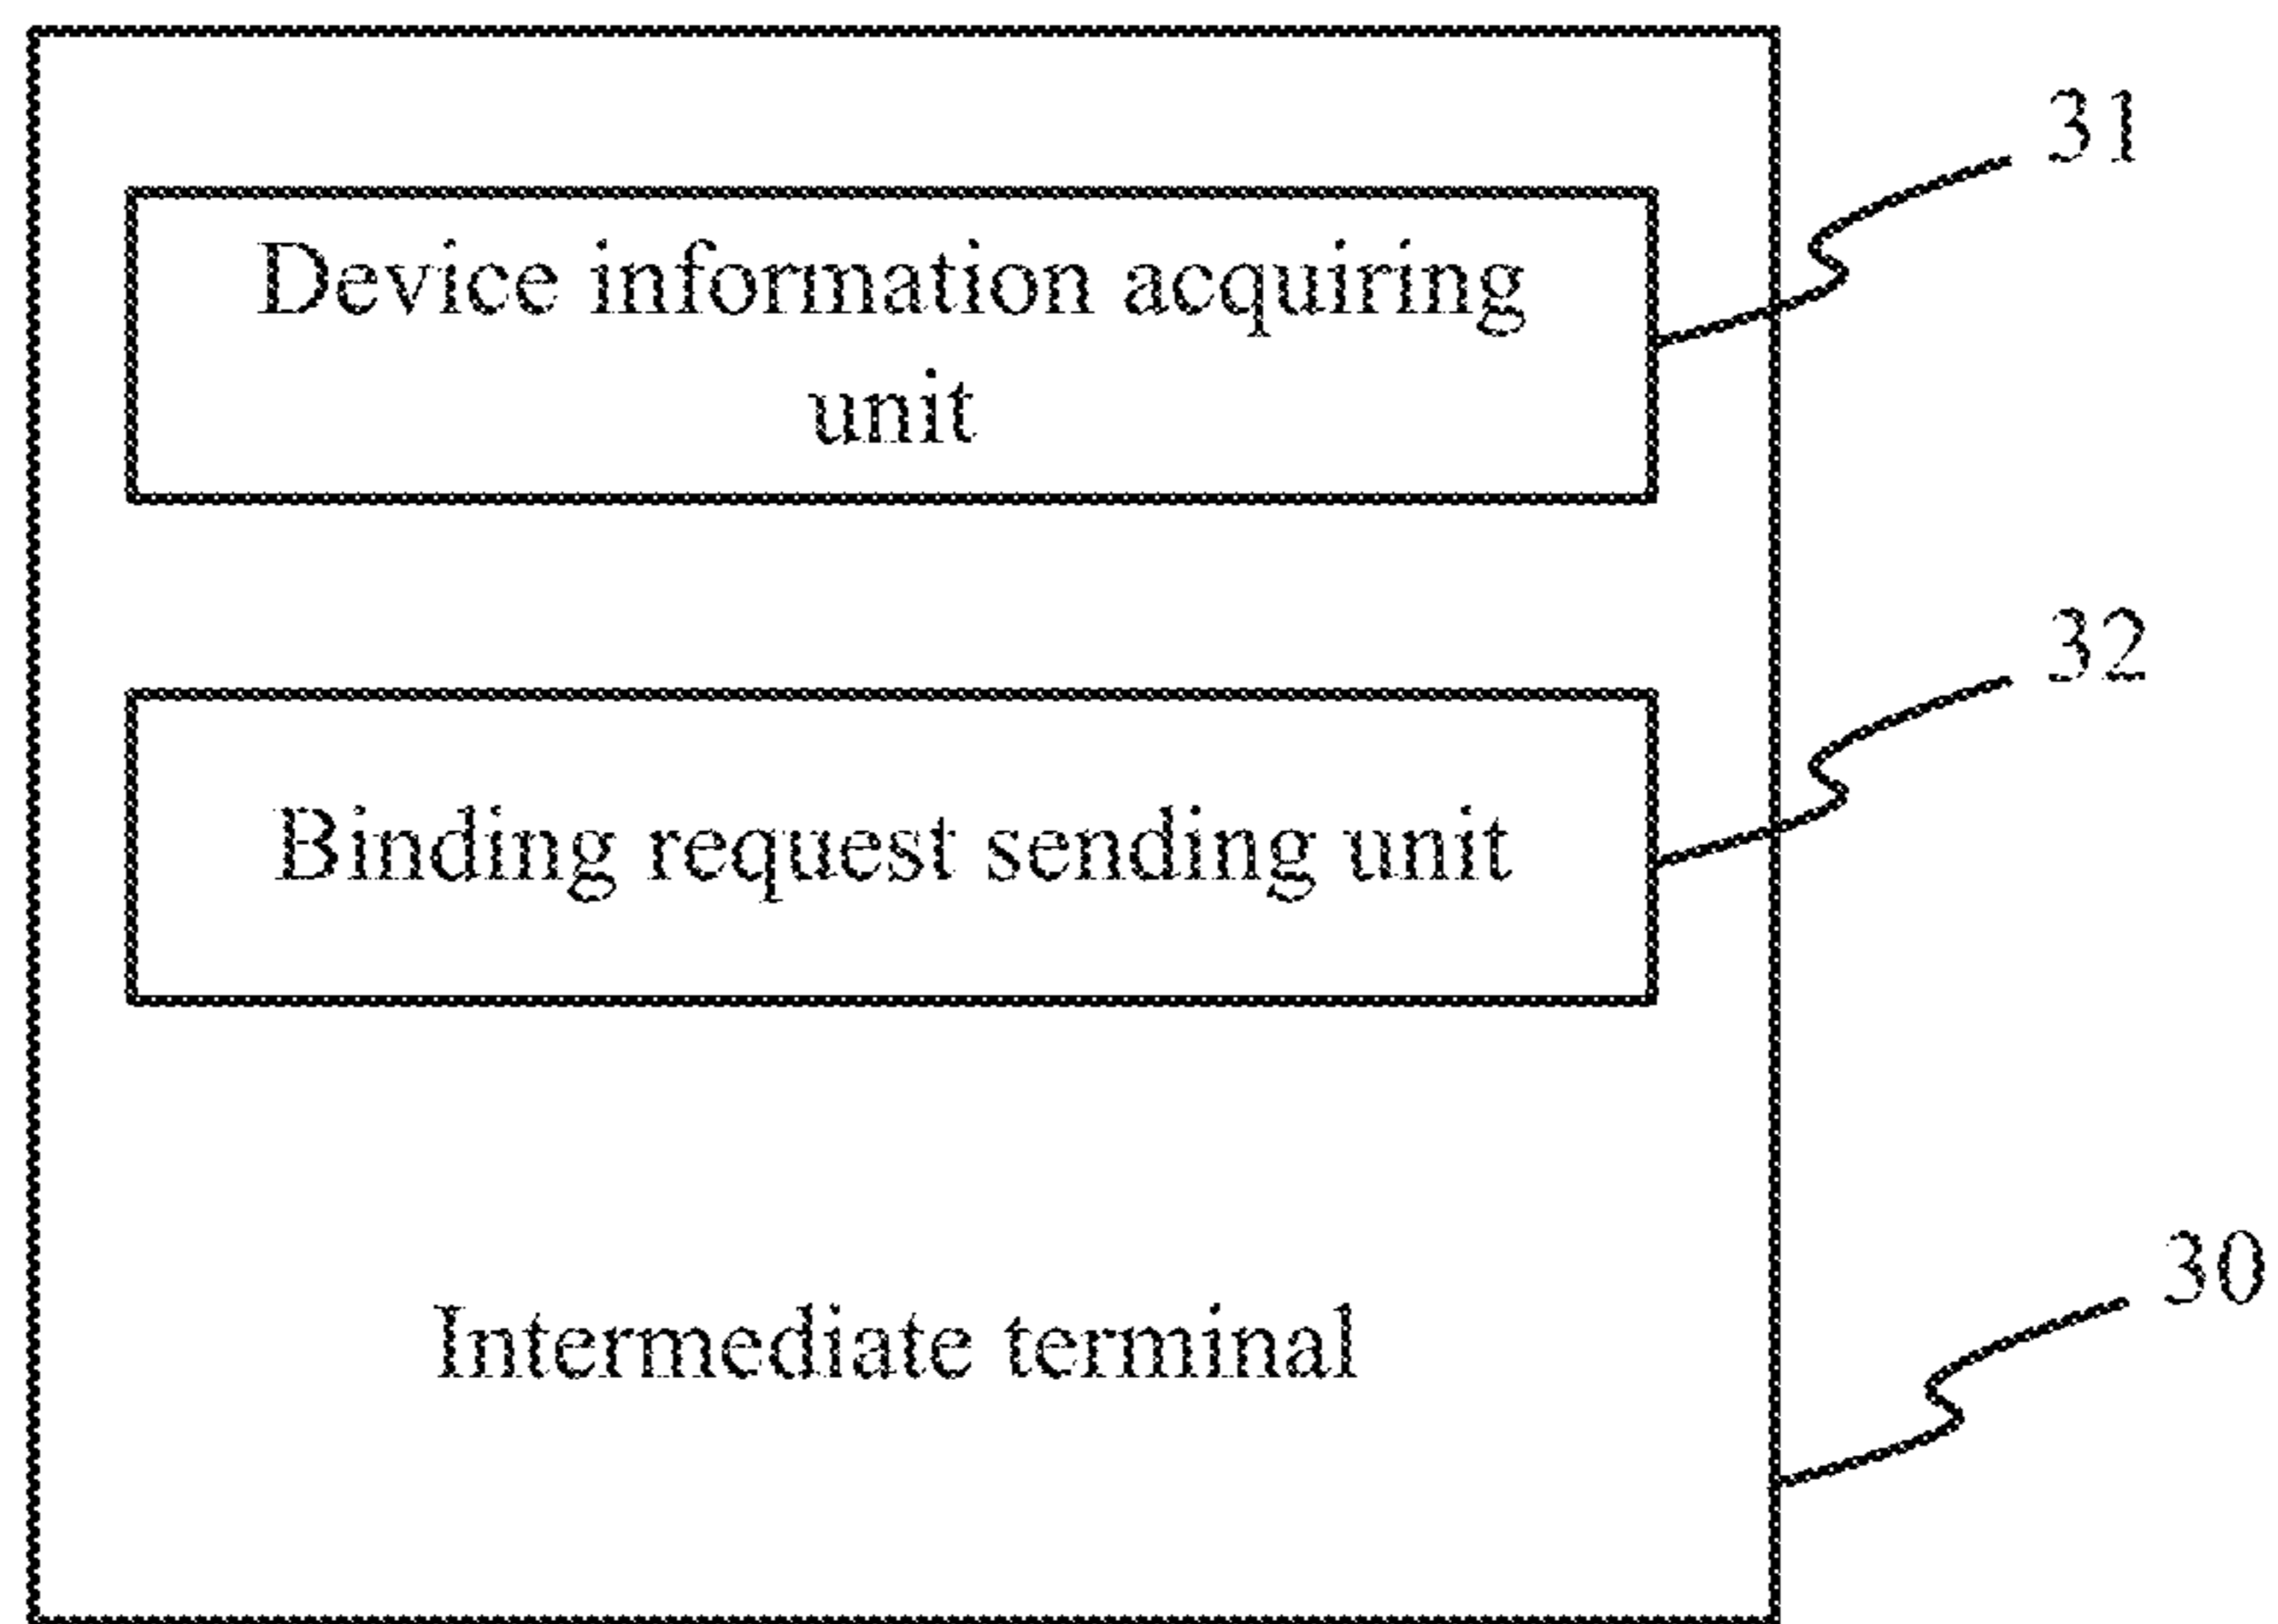 31
Device information acquiring
unit
32
Binding request sending unit
30
Intermediate terminal